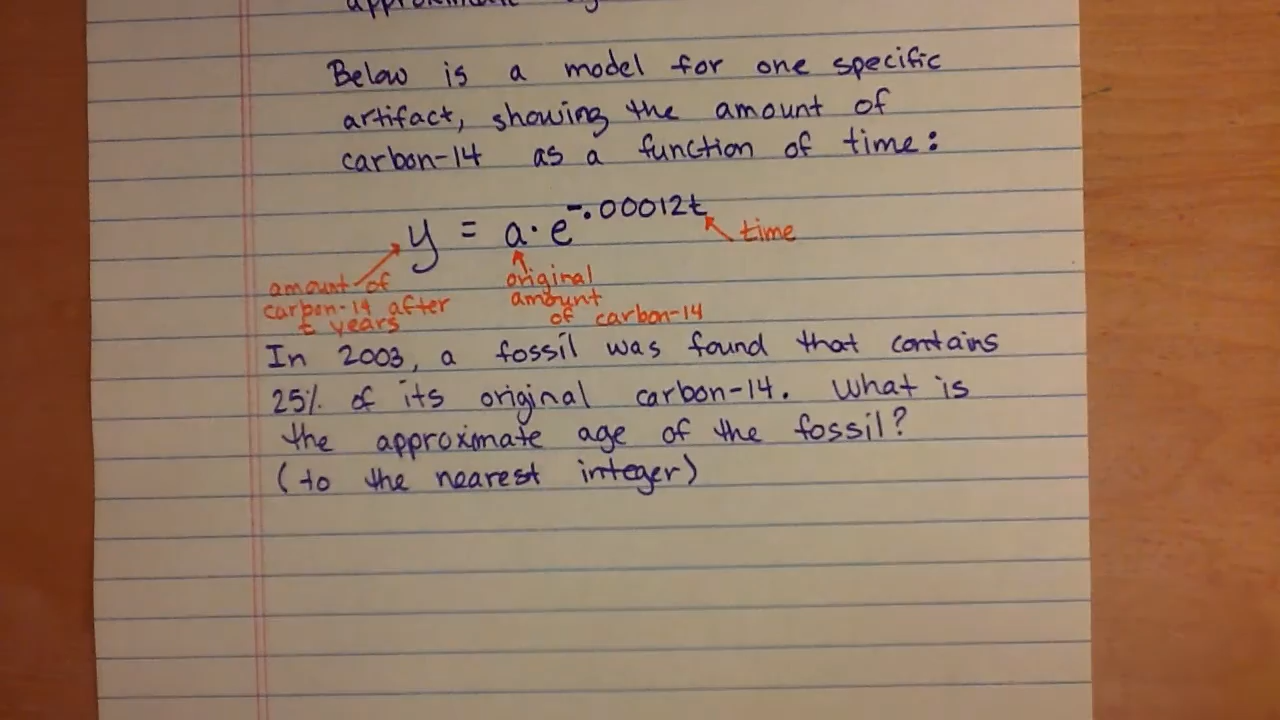 Below is a model for one specific
artifact, showing the amount of
carbon-14 as a function of time:
y = a · e^-.00012t
time
amount of
carbon-14 after
t years
original
amount
of carbon-14
In 2003, a fossil was found that contains
25% of its original carbon-14. What is
the approximate age of the fossil?
(to the nearest integer)